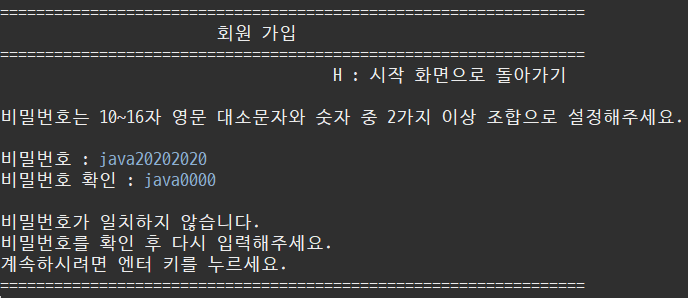 =================================================================
회원 가입
=================================================================
H : 시작 화면으로 돌아가기
비밀번호는 10~16자 영문 대소문자와 숫자 중 2가지 이상 조합으로 설정해주세요.
비밀번호 : java20202020
비밀번호 확인 : java0000
비밀번호가 일치하지 않습니다.
비밀번호를 확인 후 다시 입력해주세요.
계속하시려면 엔터 키를 누르세요.
=================================================================